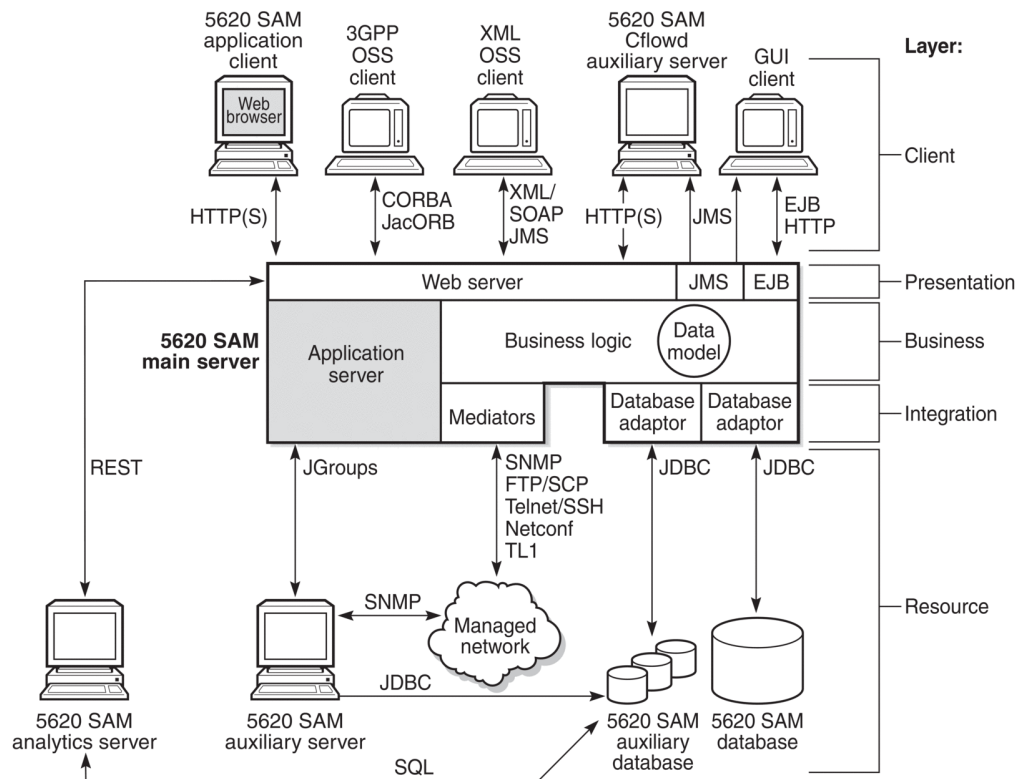 5620 SAM
application
client
3GPP
OSS
client
XML
OSS
client
5620 SAM
Cflowd
auxiliary server
GUI
client
Layer:
Web
browser
Client
HTTP(S)
CORBA
JacORB
XML/
SOAP
JMS
HTTP(S)
JMS
EJB
HTTP
Web server
JMS
EJB
Presentation
5620 SAM
main server
Application
server
Business logic
Data
model
Business
Mediators
Database
adaptor
Database
adaptor
Integration
REST
JGroups
SNMP
FTP/SCP
Telnet/SSH
Netconf
TL1
JDBC
JDBC
SNMP
Managed
network
Resource
JDBC
5620 SAM
analytics server
5620 SAM
auxiliary server
5620 SAM
auxiliary
database
5620 SAM
database
SQL